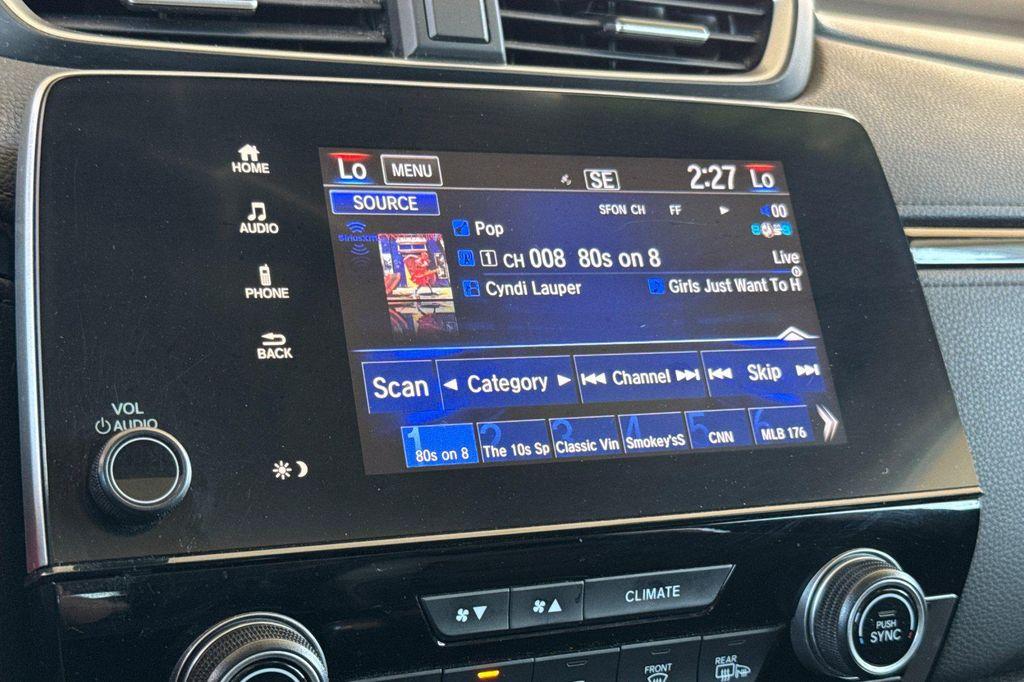 HOME
AUDIO
PHONE
BACK
VOL
AUDIO
Lo MENU SE 2:27 Lo
SOURCE SFON CH FF 00
SiriusXM Pop
1 CH 008 80s on 8 Live
Cyndi Lauper Girls Just Want To H
Scan Category Channel Skip
1 2 3 4 5 6
80s on 8 The 10s Sp Classic Vin Smokey'sS CNN MLB 176
CLIMATE
PUSH
SYNC
FRONT
REAR